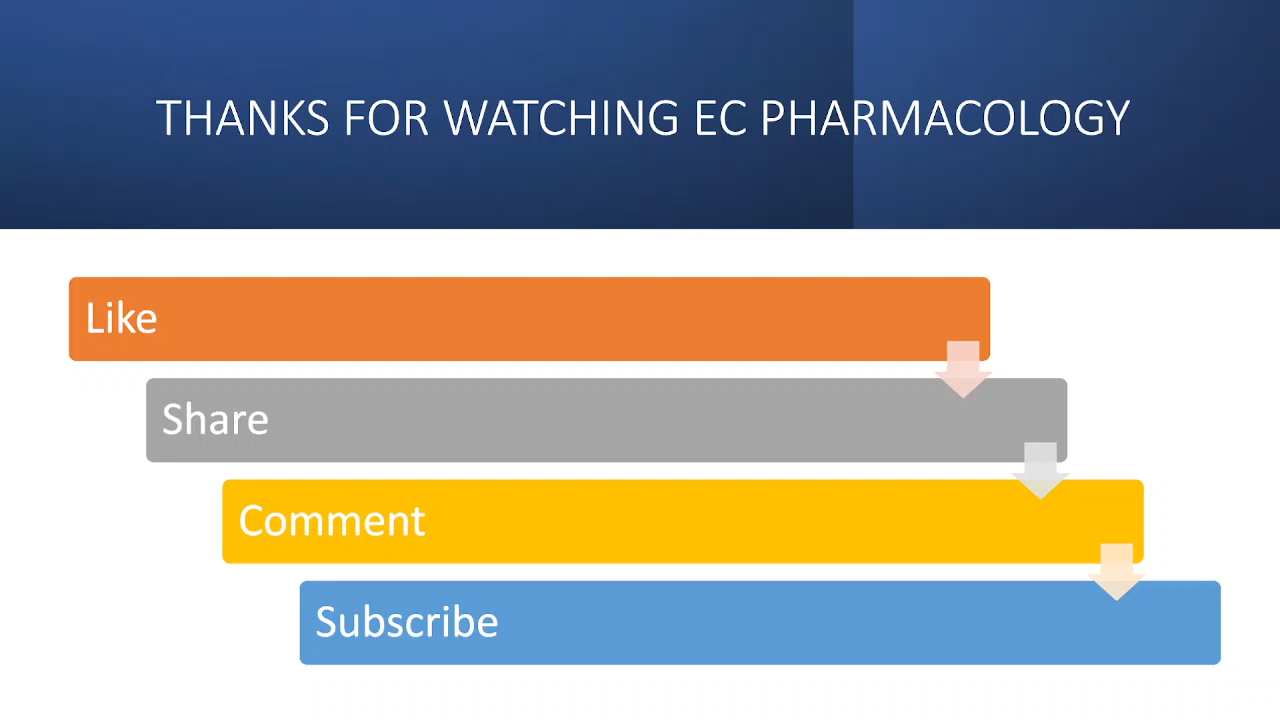 THANKS FOR WATCHING EC PHARMACOLOGY
Like
Share
Comment
Subscribe